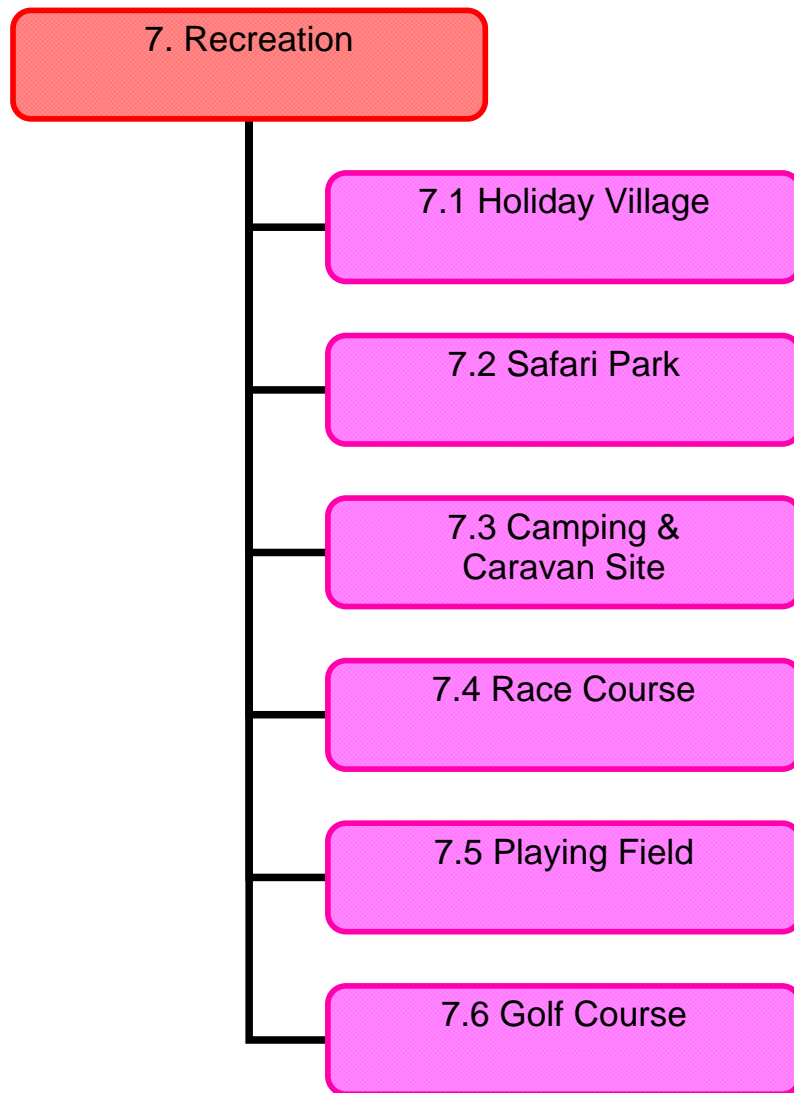 7. Recreation
7.1 Holiday Village
7.2 Safari Park
7.3 Camping &
Caravan Site
7.4 Race Course
7.5 Playing Field
7.6 Golf Course